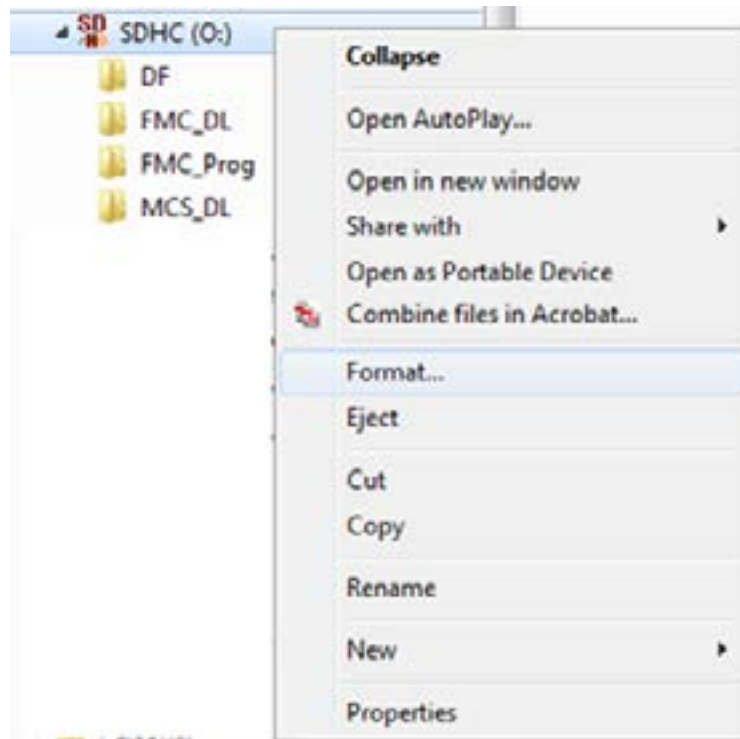 SDHC (O:)
DF
FMC_DL
FMC_Prog
MCS_DL
Collapse
Open AutoPlay...
Open in new window
Share with
Open as Portable Device
Combine files in Acrobat...
Format...
Eject
Cut
Copy
Rename
New
Properties